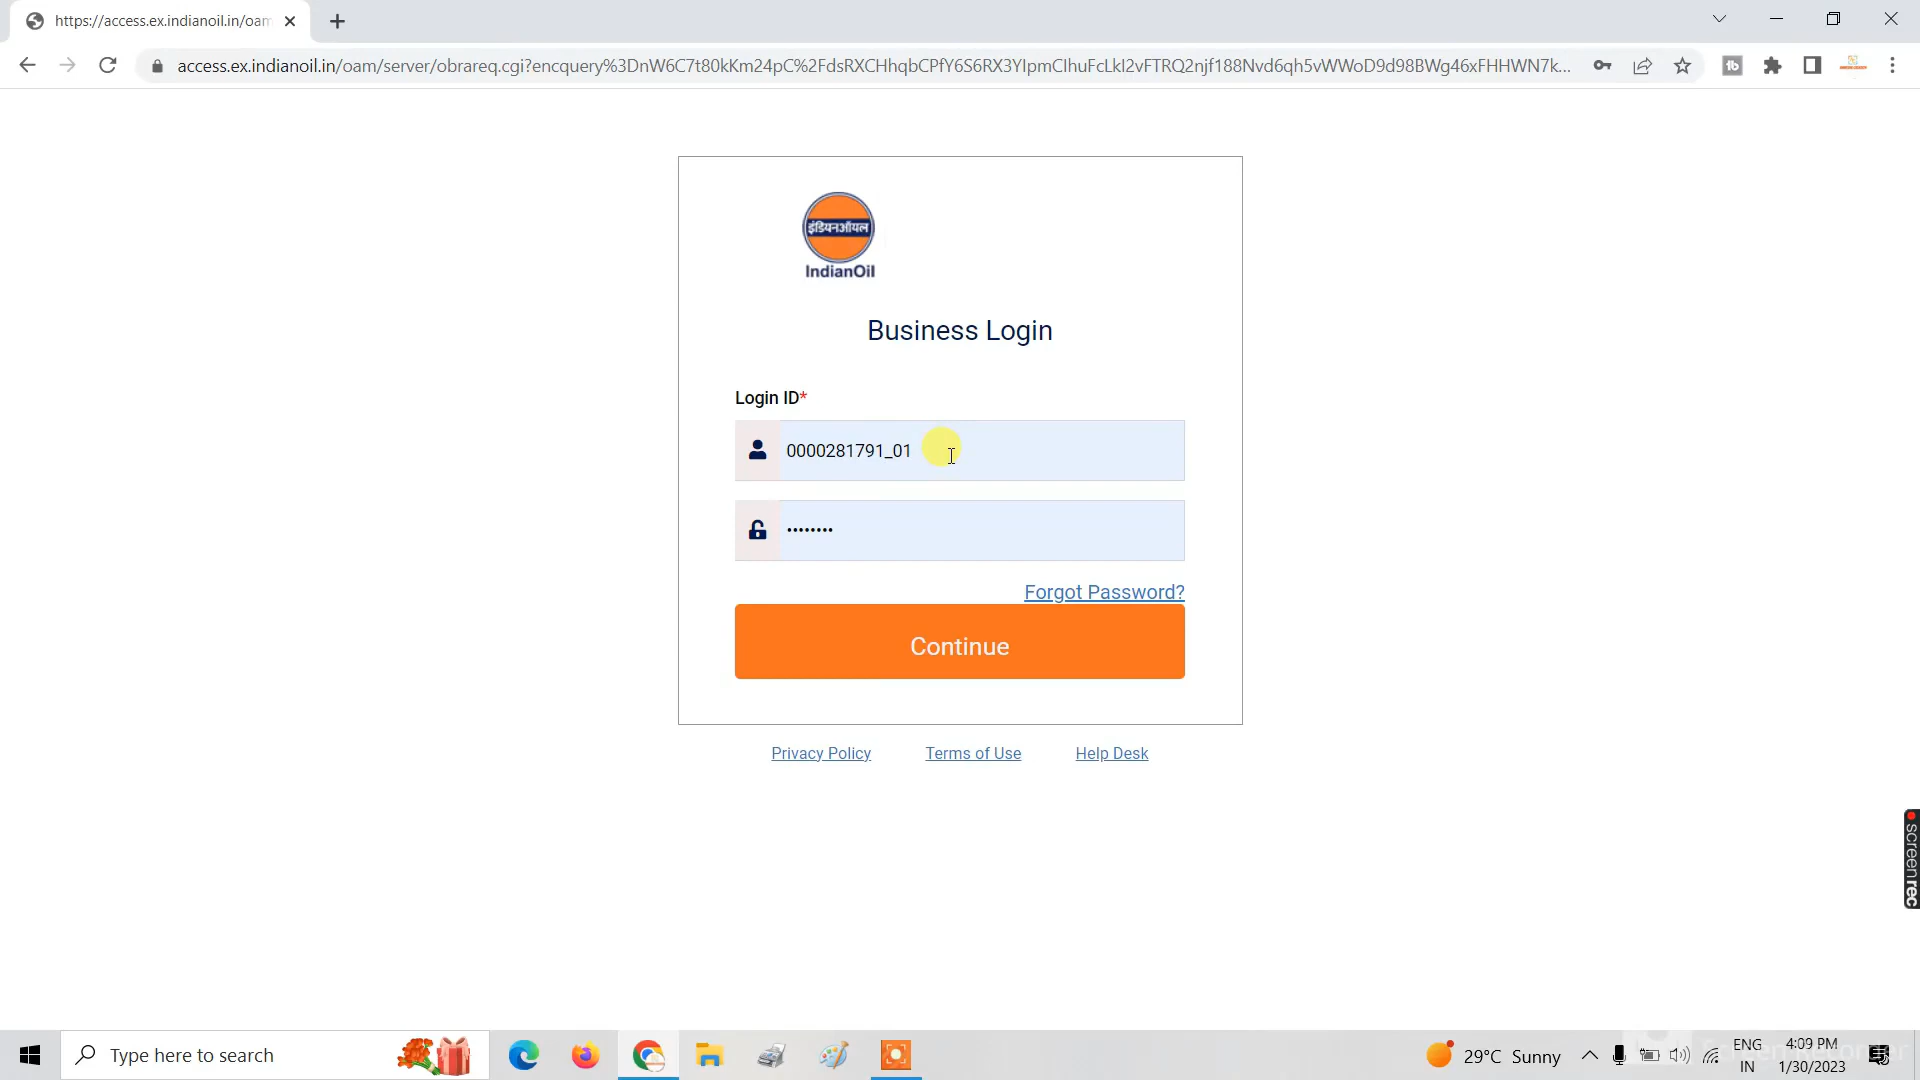 https://access.ex.indianoil.in/oam
access.ex.indianoil.in/oam/server/obrareq.cgi?encquery%3DnW6C7t80kKm24pC%2FdsRXCHhqbCPfY6S6RX3YIpmCIhuFcLkI2vFTRQ2njf188Nvd6qh5vWWoD9d98BWg46xFHHWN7k...
इंडियनऑयल
IndianOil
Business Login
Login ID*
0000281791_01
••••••••
Forgot Password?
Continue
Privacy Policy Terms of Use Help Desk
screenrec
Type here to search
29°C Sunny
ENG
IN
4:09 PM
1/30/2023